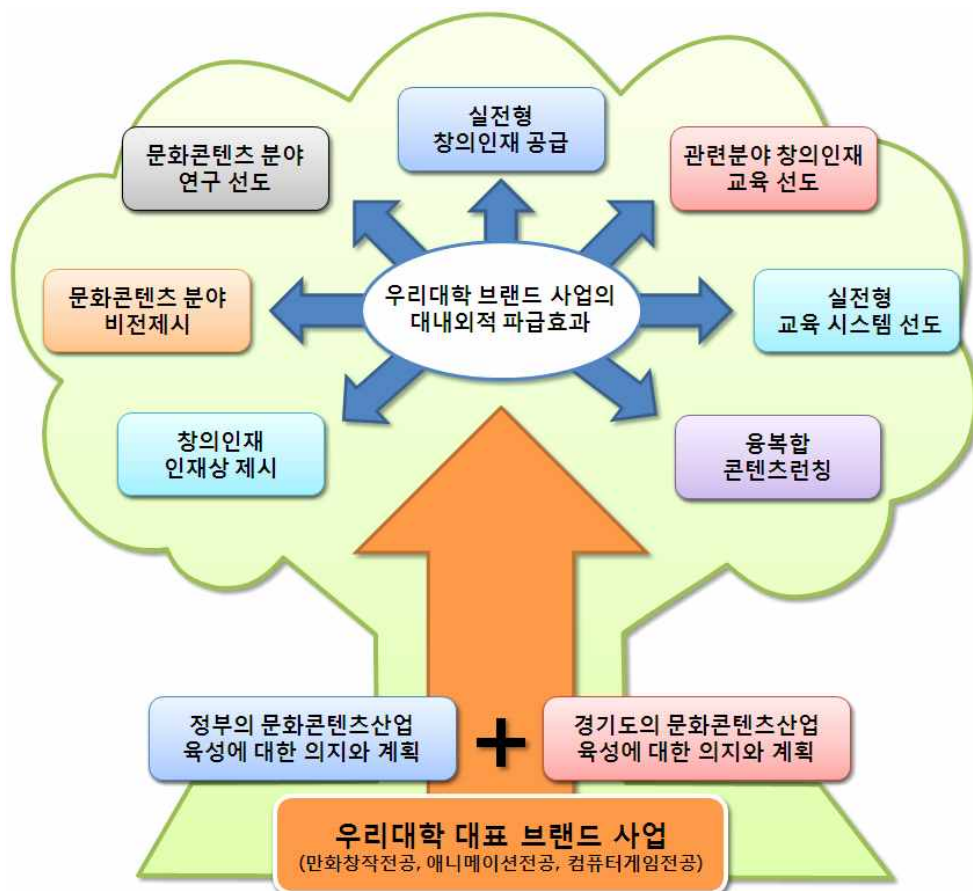 실전형
창의인재 공급
문화콘텐츠 분야
연구 선도
관련분야 창의인재
교육 선도
우리대학 브랜드 사업의
대내외적 파급효과
문화콘텐츠 분야
비전제시
실전형
교육 시스템 선도
창의인재
인재상 제시
융복합
콘텐츠런칭
정부의 문화콘텐츠산업
육성에 대한 의지와 계획
+
경기도의 문화콘텐츠산업
육성에 대한 의지와 계획
우리대학 대표 브랜드 사업
(만화창작전공, 애니메이션전공, 컴퓨터게임전공)